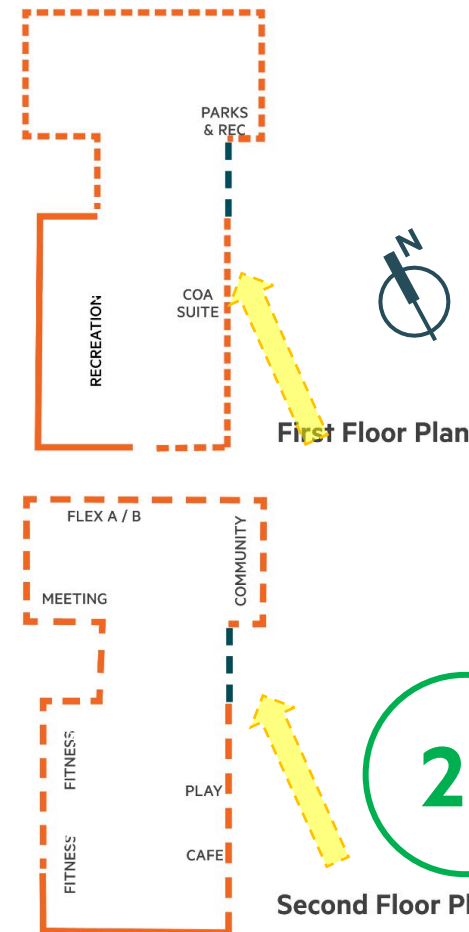 PARKS
& REC
N
COA
SUITE
RECREATION
First Floor Plan
FLEX A / B
COMMUNITY
MEETING
FITNESS
PLAY
2
CAFE
FITNESS
Second Floor Pl